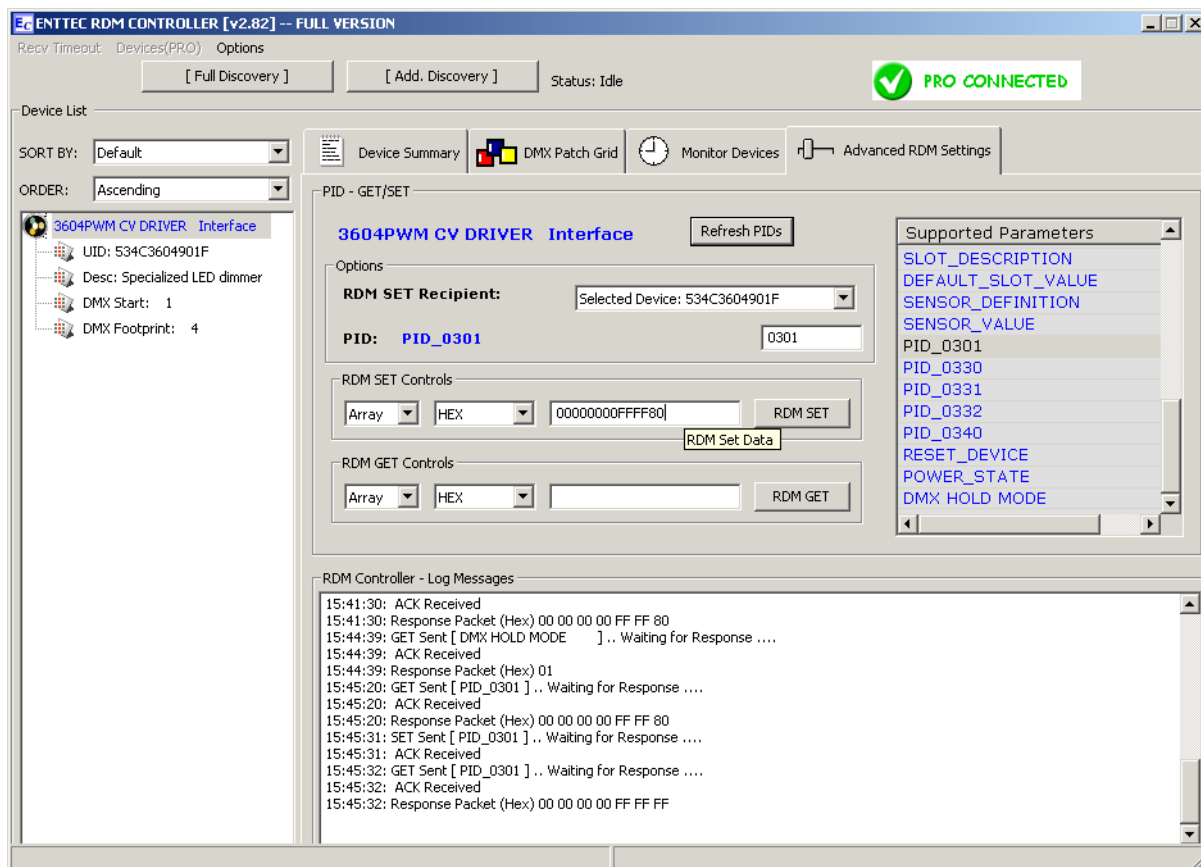 EC ENTTEC RDM CONTROLLER [v2.82] -- FULL VERSION
Recv Timeout Devices(PRO) Options
[ Full Discovery ] [ Add. Discovery ] Status: Idle PRO CONNECTED
Device List
SORT BY: Default
ORDER: Ascending
3604PWM CV DRIVER Interface
UID: 534C3604901F
Desc: Specialized LED dimmer
DMX Start: 1
DMX Footprint: 4
Device Summary DMX Patch Grid Monitor Devices Advanced RDM Settings
PID - GET/SET
3604PWM CV DRIVER Interface Refresh PIDs
Options
RDM SET Recipient: Selected Device: 534C3604901F
PID: PID_0301 0301
RDM SET Controls
Array HEX 00000000FFFF80 RDM SET
RDM Set Data
RDM GET Controls
Array HEX RDM GET
Supported Parameters
SLOT_DESCRIPTION
DEFAULT_SLOT_VALUE
SENSOR_DEFINITION
SENSOR_VALUE
PID_0301
PID_0330
PID_0331
PID_0332
PID_0340
RESET_DEVICE
POWER_STATE
DMX HOLD MODE
RDM Controller - Log Messages
15:41:30: ACK Received
15:41:30: Response Packet (Hex) 00 00 00 00 FF FF 80
15:44:39: GET Sent [ DMX HOLD MODE ] .. Waiting for Response ....
15:44:39: ACK Received
15:44:39: Response Packet (Hex) 01
15:45:20: GET Sent [ PID_0301 ] .. Waiting for Response ....
15:45:20: ACK Received
15:45:20: Response Packet (Hex) 00 00 00 00 FF FF 80
15:45:31: SET Sent [ PID_0301 ] .. Waiting for Response ....
15:45:31: ACK Received
15:45:32: GET Sent [ PID_0301 ] .. Waiting for Response ....
15:45:32: ACK Received
15:45:32: Response Packet (Hex) 00 00 00 00 FF FF FF